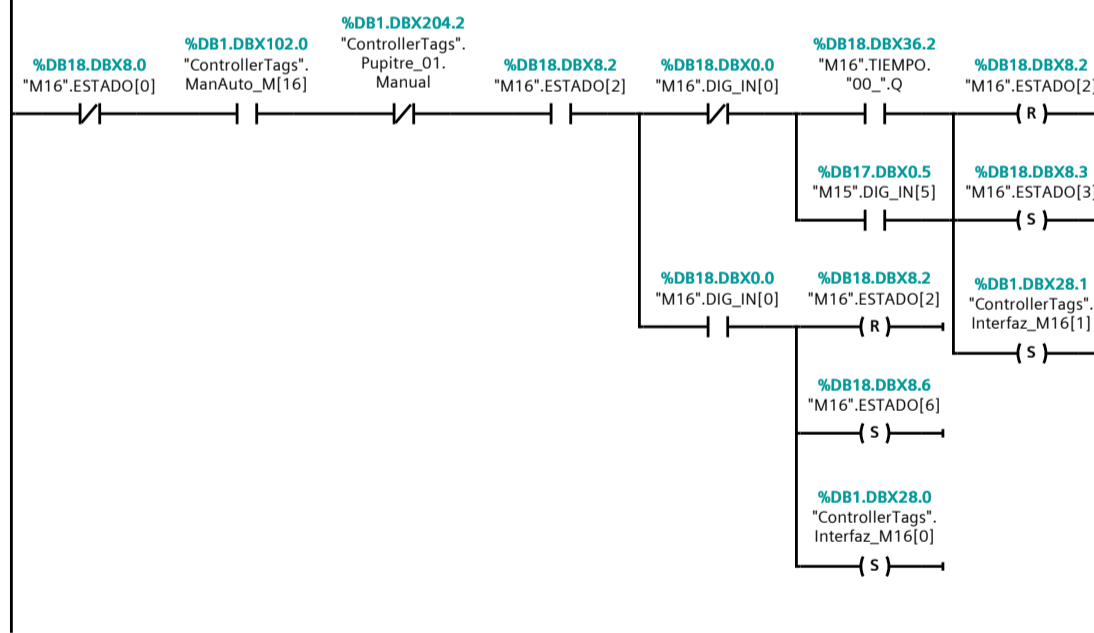 %DB18.DBX8.0
"M16".ESTADO[0]
%DB1.DBX102.0
"ControllerTags".
ManAuto_M[16]
%DB1.DBX204.2
"ControllerTags".
Pupitre_01.
Manual
%DB18.DBX8.2
"M16".ESTADO[2]
%DB18.DBX0.0
"M16".DIG_IN[0]
%DB18.DBX36.2
"M16".TIEMPO.
"00_".Q
%DB18.DBX8.2
"M16".ESTADO[2]
R
%DB17.DBX0.5
"M15".DIG_IN[5]
%DB18.DBX8.3
"M16".ESTADO[3]
S
%DB18.DBX0.0
"M16".DIG_IN[0]
%DB18.DBX8.2
"M16".ESTADO[2]
R
%DB1.DBX28.1
"ControllerTags".
Interfaz_M16[1]
S
%DB18.DBX8.6
"M16".ESTADO[6]
S
%DB1.DBX28.0
"ControllerTags".
Interfaz_M16[0]
S